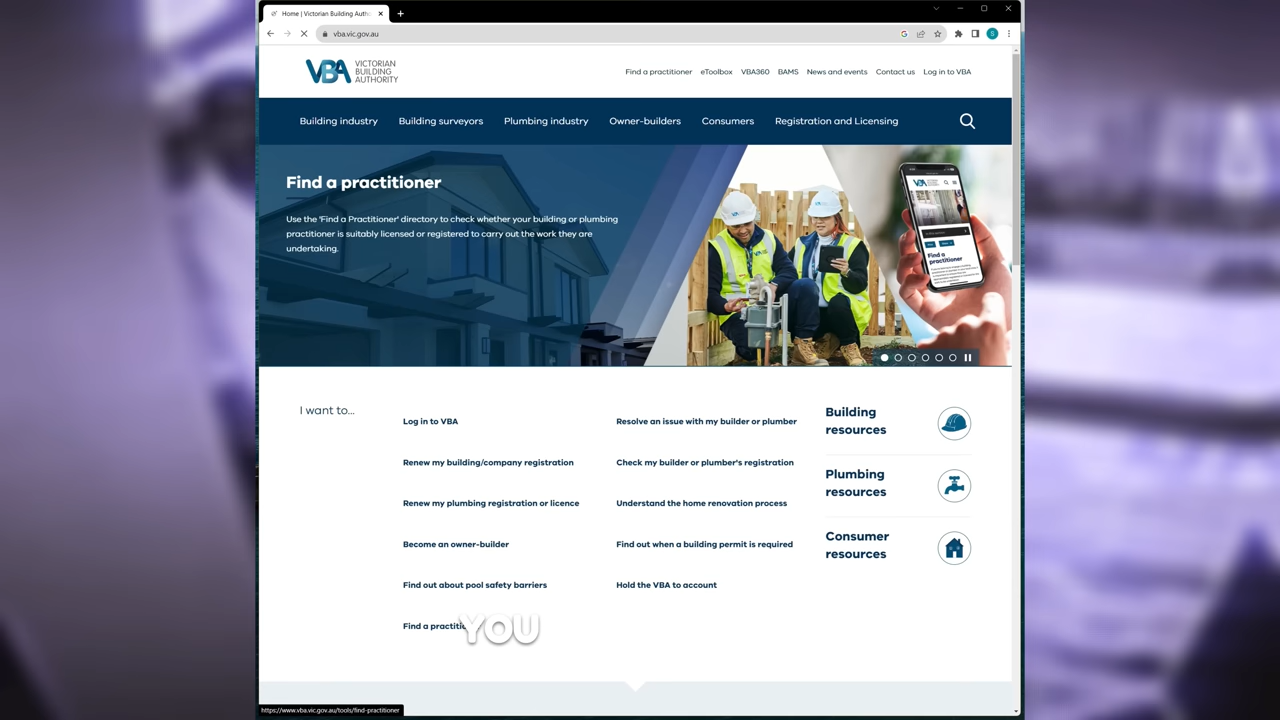 Home | Victorian Building Autho
vba.vic.gov.au
S
VBA VICTORIAN
BUILDING
AUTHORITY
Find a practitioner
eToolbox
VBA360
BAMS
News and events
Contact us
Log in to VBA
Building industry
Building surveyors
Plumbing industry
Owner-builders
Consumers
Registration and Licensing
Find a practitioner
Use the 'Find a Practitioner' directory to check whether your building or plumbing
practitioner is suitably licensed or registered to carry out the work they are
undertaking.
VBA
Find a
practitioner
I want to...
Log in to VBA
Renew my building/company registration
Renew my plumbing registration or licence
Become an owner-builder
Find out about pool safety barriers
Find a practitio
YOU
Resolve an issue with my builder or plumber
Check my builder or plumber's registration
Understand the home renovation process
Find out when a building permit is required
Hold the VBA to account
Building
resources
Plumbing
resources
Consumer
resources
https://www.vba.vic.gov.au/tools/find-practitioner